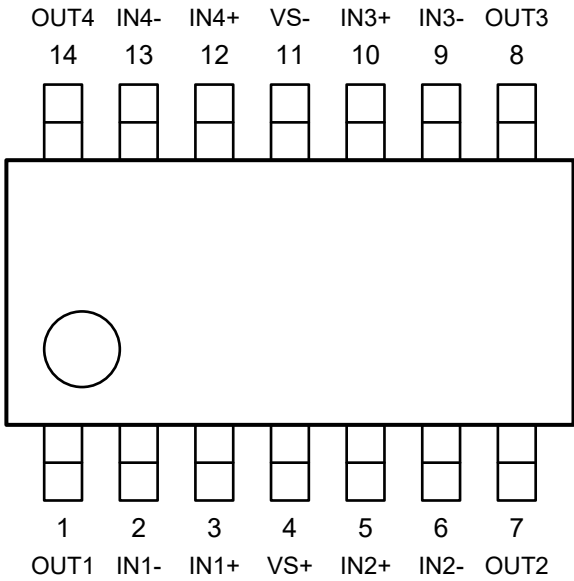 OUT4 IN4- IN4+ VS- IN3+ IN3- OUT3
14 13 12 11 10 9 8
1 2 3 4 5 6 7
OUT1 IN1- IN1+ VS+ IN2+ IN2- OUT2